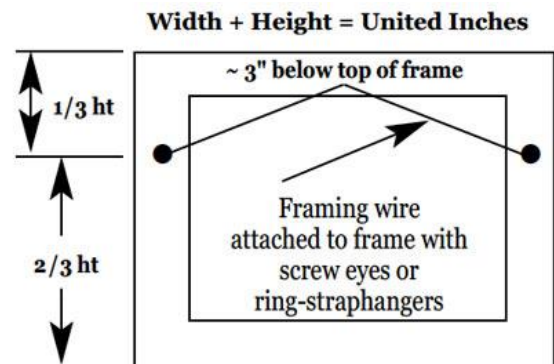 Width + Height = United Inches
~ 3" below top of frame
1/3 ht
Framing wire
attached to frame with
screw eyes or
ring-straphangers
2/3 ht